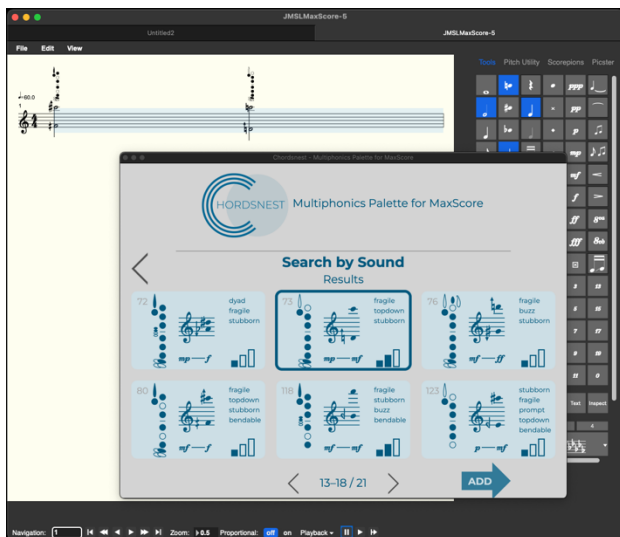 JMSLMaxScore-5
Untitled2
JMSLMaxScore-5
File Edit View
Tools Pitch Utility Scorepions Picster
ppp
pp
p
mp
mf
f
ff
fff
Text Inspect
Chordsnest - Multiphonics Palette for MaxScore
CHORDSNEST Multiphonics Palette for MaxScore
Search by Sound
Results
72
dyad
fragile
stubborn
mp — f
73
fragile
topdown
stubborn
mp — mf
76
fragile
buzz
stubborn
mf — ff
80
fragile
topdown
stubborn
bendable
mf — f
118
fragile
stubborn
buzz
bendable
mf — mf
123
stubborn
fragile
prompt
topdown
bendable
p — mf
13–18 / 21
ADD
Navigation: 1 Zoom: 0.5 Proportional: off on Playback